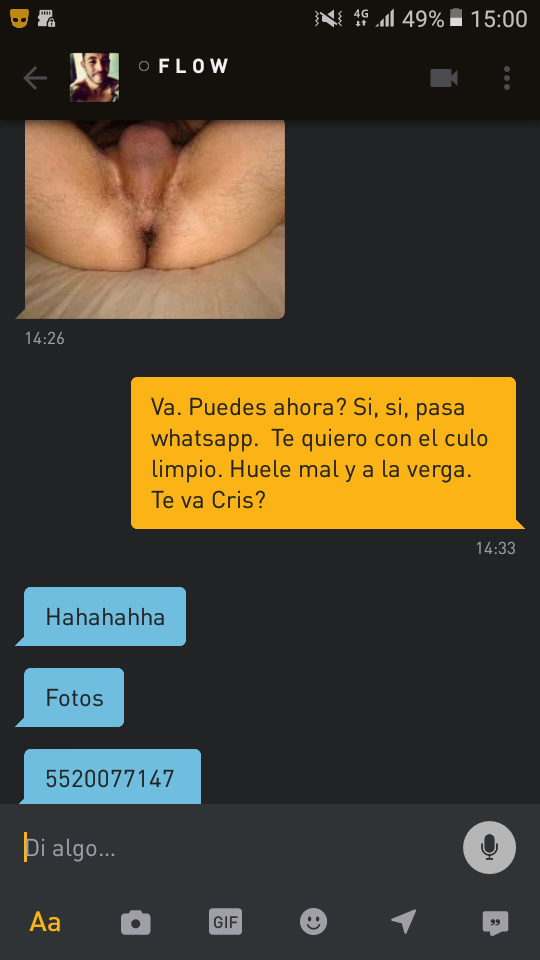 4G 49% 15:00
F L O W
14:26
Va. Puedes ahora? Si, si, pasa
whatsapp. Te quiero con el culo
limpio. Huele mal y a la verga.
Te va Cris?
14:33
Hahahahha
Fotos
5520077147
Di algo...
Aa
GIF